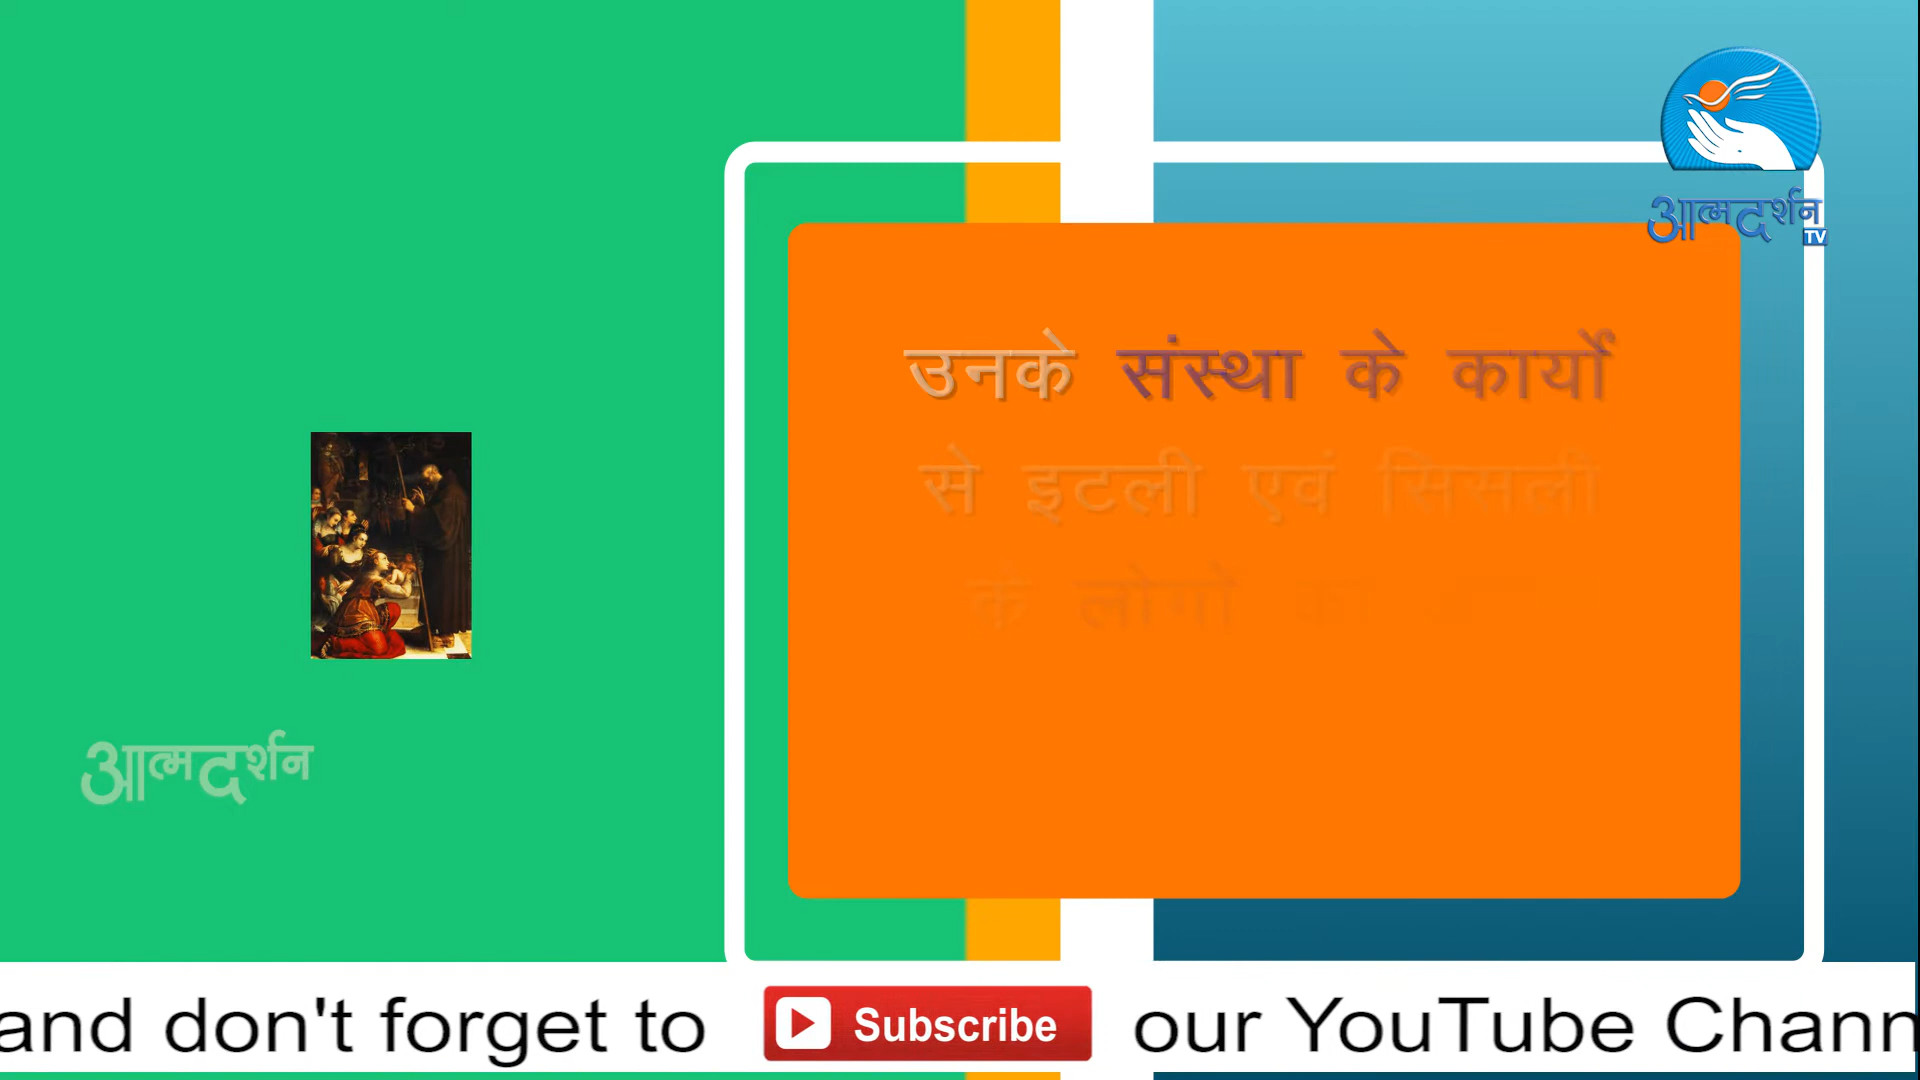 आत्मदर्शन
TV
उनके संस्था के कार्यो
से इटली एवं सिसली
के लोगों का
आत्मदर्शन
and don't forget to Subscribe our YouTube Chann